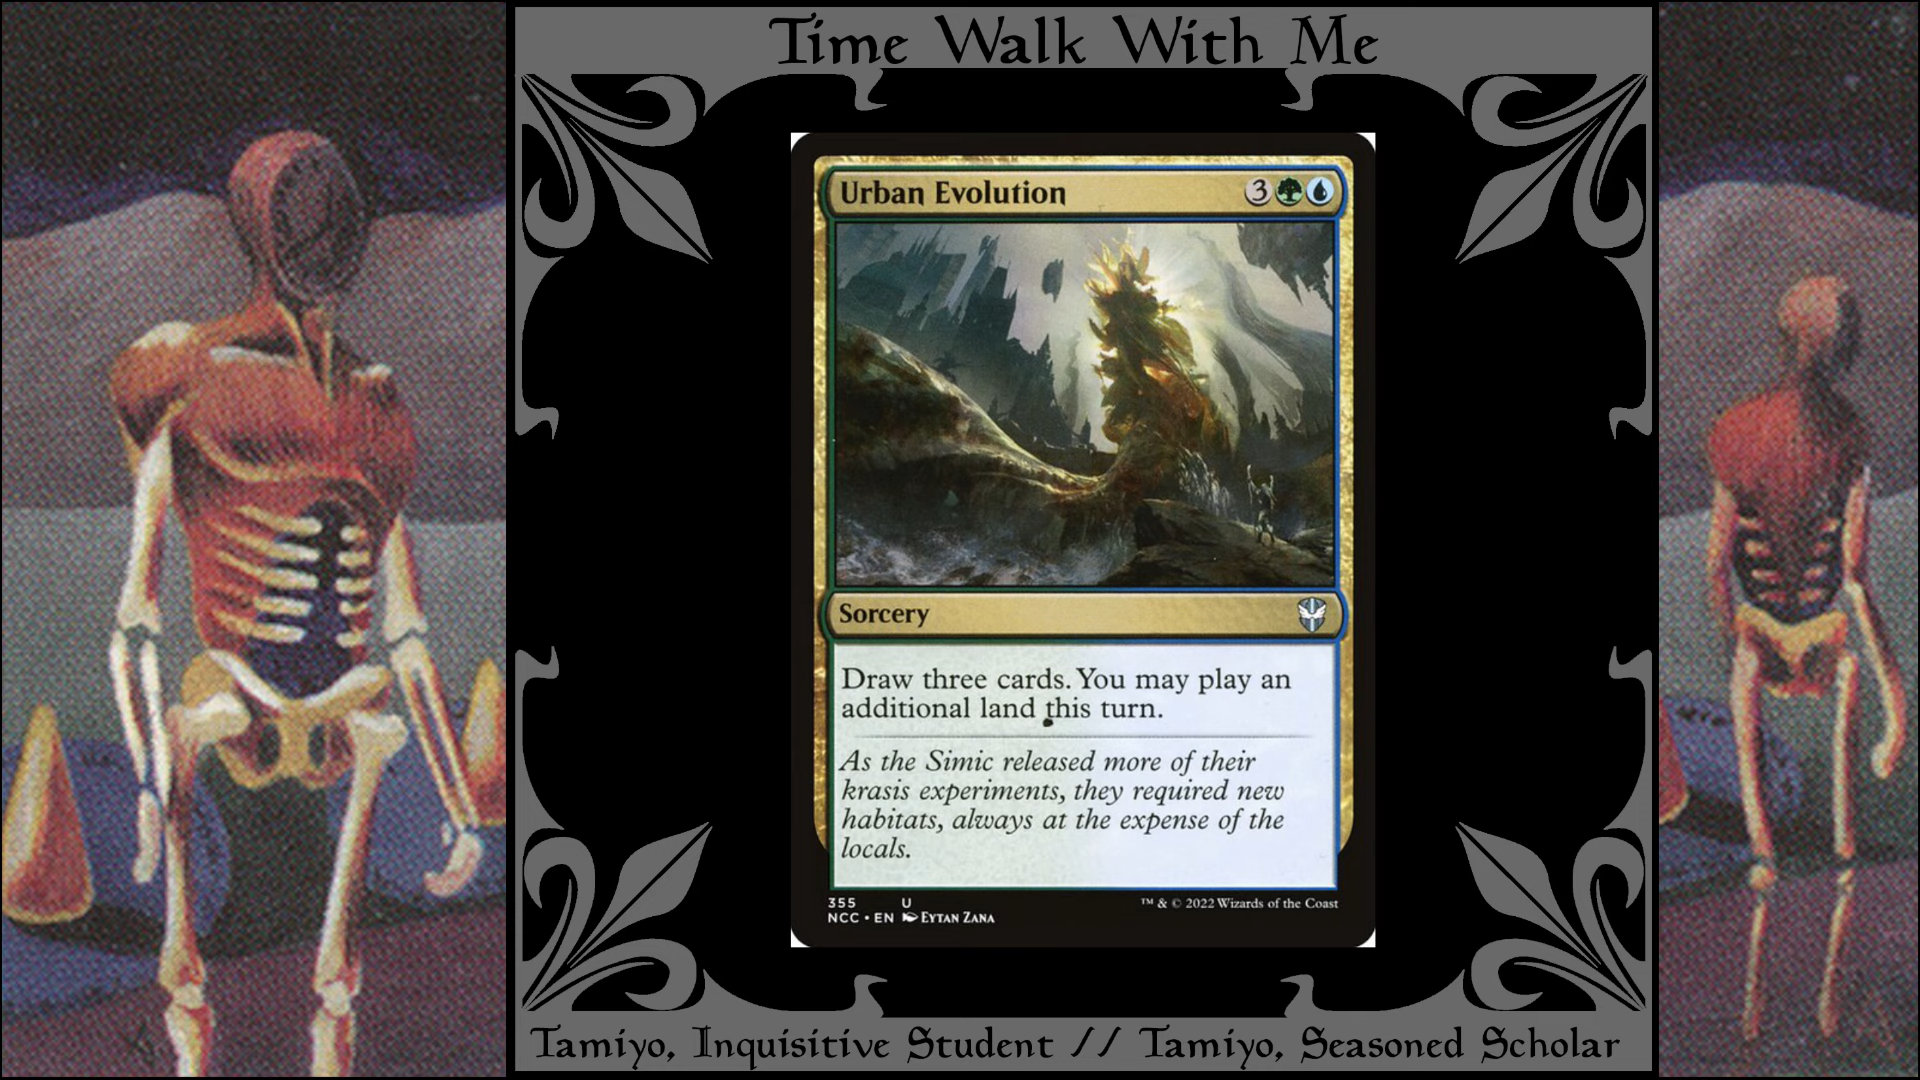 Time Walk With Me
Urban Evolution 3
Sorcery
Draw three cards. You may play an
additional land this turn.
As the Simic released more of their
krasis experiments, they required new
habitats, always at the expense of the
locals.
355 U
NCC • EN Eytan Zana
™ & © 2022 Wizards of the Coast
Tamiyo, Inquisitive Student // Tamiyo, Seasoned Scholar